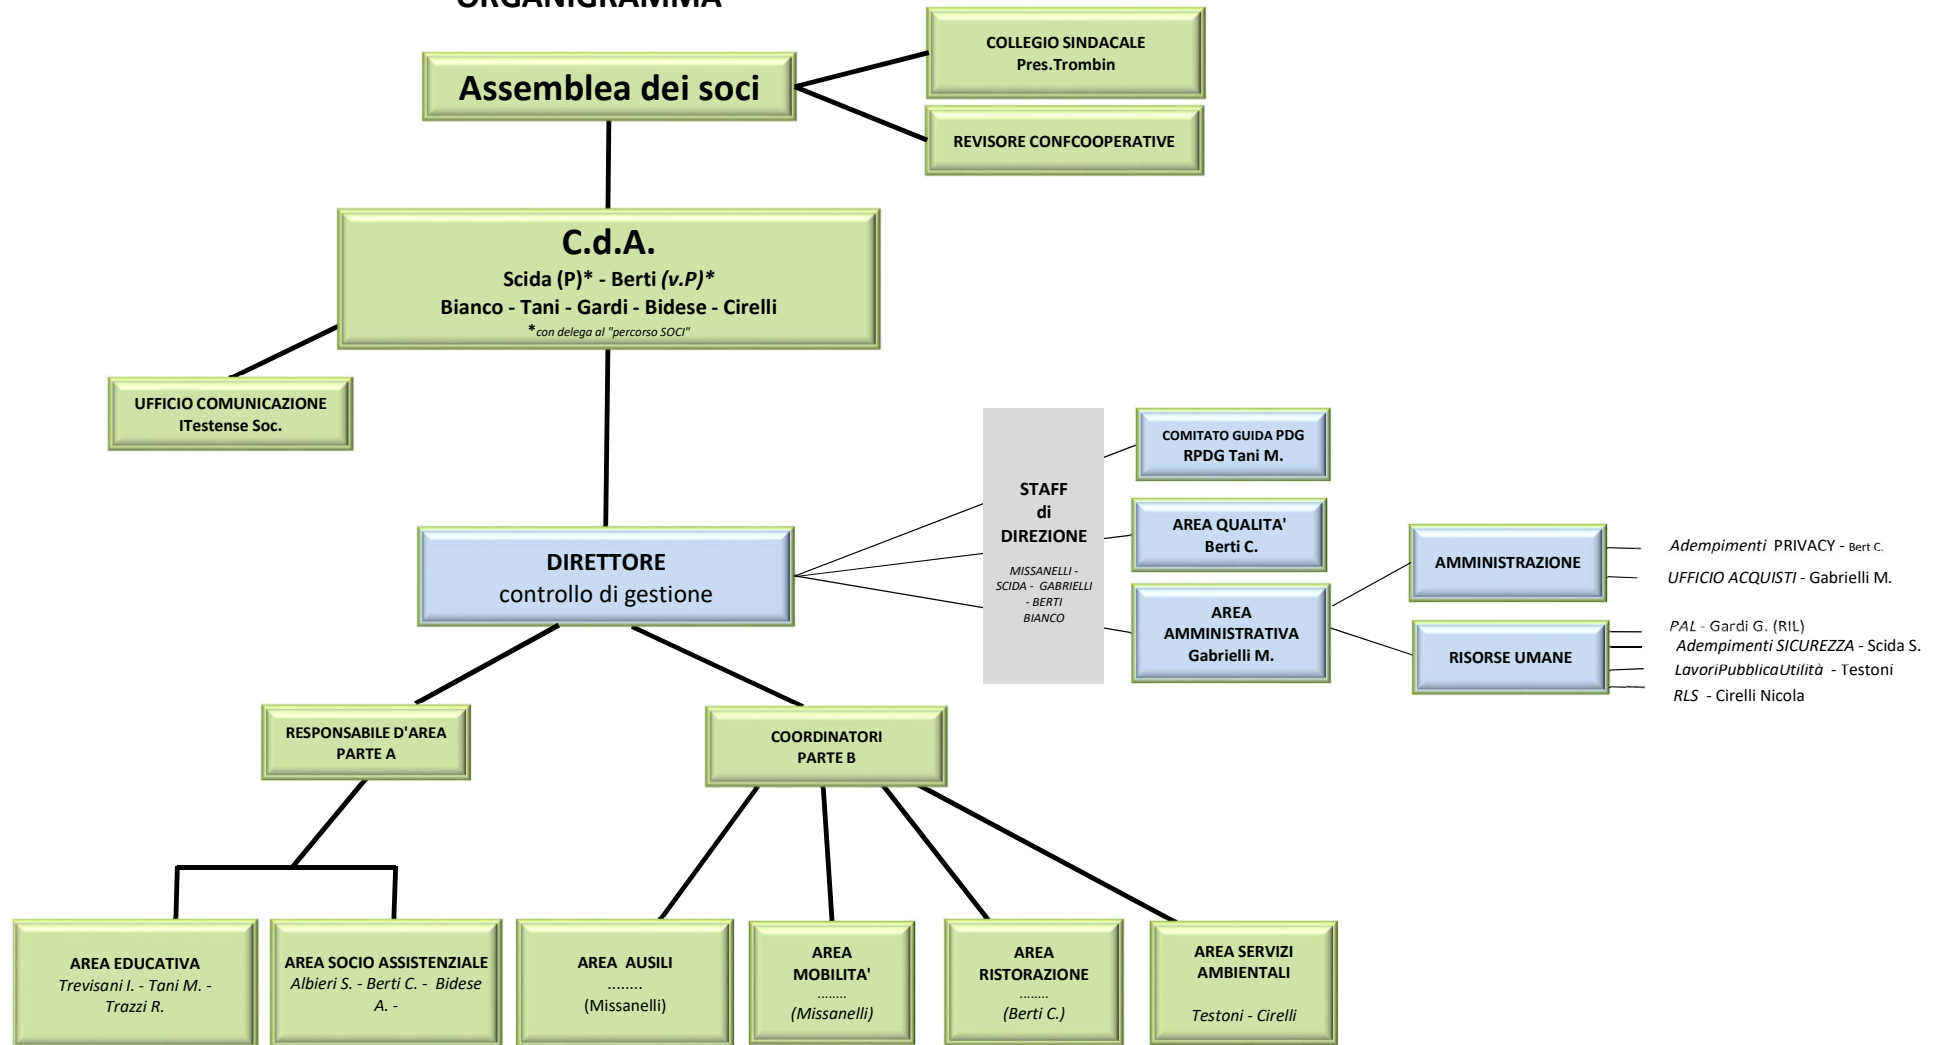 ORGANIGRAMMA
Assemblea dei soci
COLLEGIO SINDACALE
Pres.Trombin
REVISORE CONFCOOPERATIVE
C.d.A.
Scida (P)* - Berti (v.P)*
Bianco - Tani - Gardi - Bidese - Cirelli
*con delega al "percorso SOCI"
UFFICIO COMUNICAZIONE
ITestense Soc.
DIRETTORE
controllo di gestione
STAFF
di
DIREZIONE
MISSANELLI -
SCIDA - GABRIELLI
- BERTI
BIANCO
COMITATO GUIDA PDG
RPDG Tani M.
AREA QUALITA'
Berti C.
AREA
AMMINISTRATIVA
Gabrielli M.
AMMINISTRAZIONE
Adempimenti PRIVACY - Bert C.
UFFICIO ACQUISTI - Gabrielli M.
RISORSE UMANE
PAL - Gardi G. (RIL)
Adempimenti SICUREZZA - Scida S.
LavoriPubblicaUtilità - Testoni
RLS - Cirelli Nicola
RESPONSABILE D'AREA
PARTE A
COORDINATORI
PARTE B
AREA EDUCATIVA
Trevisani I. - Tani M. -
Trazzi R.
AREA SOCIO ASSISTENZIALE
Albieri S. - Berti C. - Bidese
A. -
AREA AUSILI
........
(Missanelli)
AREA
MOBILITA'
........
(Missanelli)
AREA
RISTORAZIONE
........
(Berti C.)
AREA SERVIZI
AMBIENTALI
Testoni - Cirelli